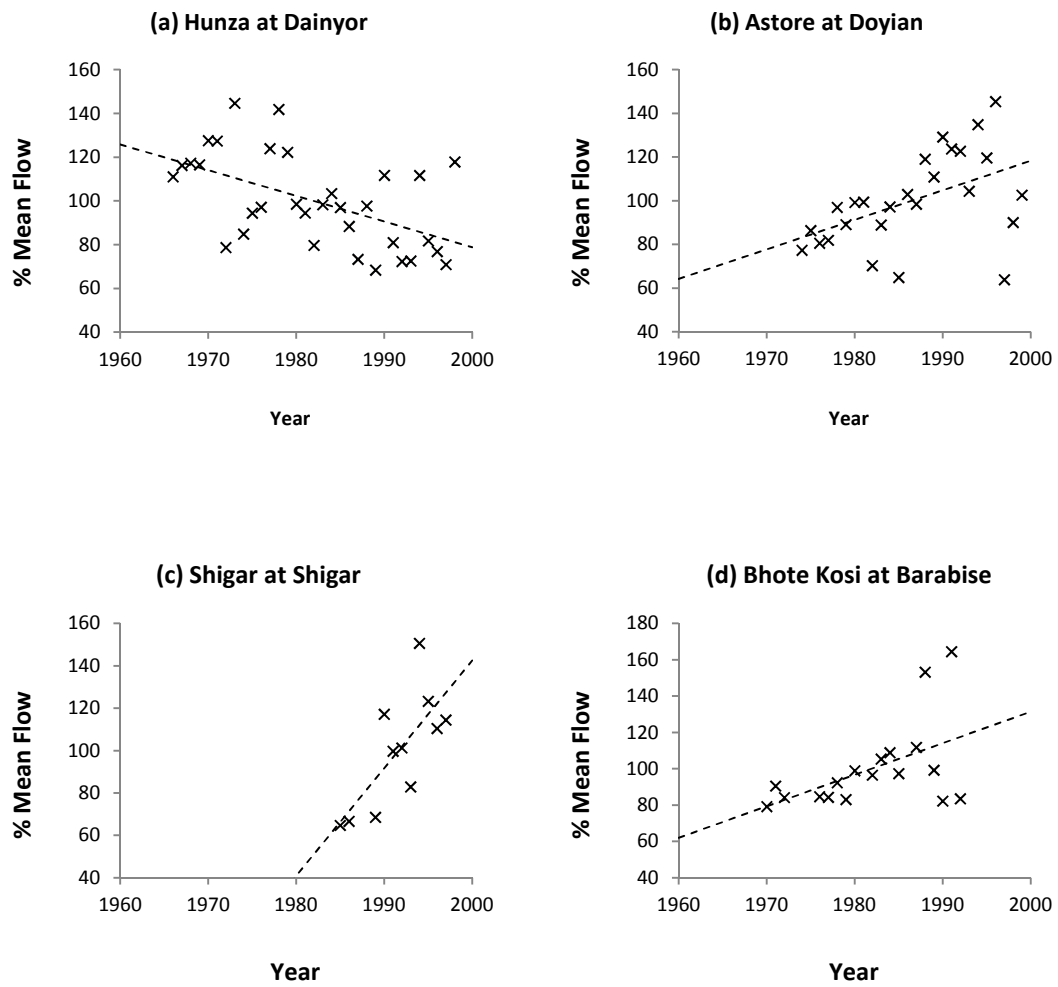 (a) Hunza at Dainyor
% Mean Flow
160
140
120
100
80
60
40
1960 1970 1980 1990 2000
Year
(b) Astore at Doyian
% Mean Flow
160
140
120
100
80
60
40
1960 1970 1980 1990 2000
Year
(c) Shigar at Shigar
% Mean Flow
160
140
120
100
80
60
40
1960 1970 1980 1990 2000
Year
(d) Bhote Kosi at Barabise
% Mean Flow
180
160
140
120
100
80
60
40
1960 1970 1980 1990 2000
Year